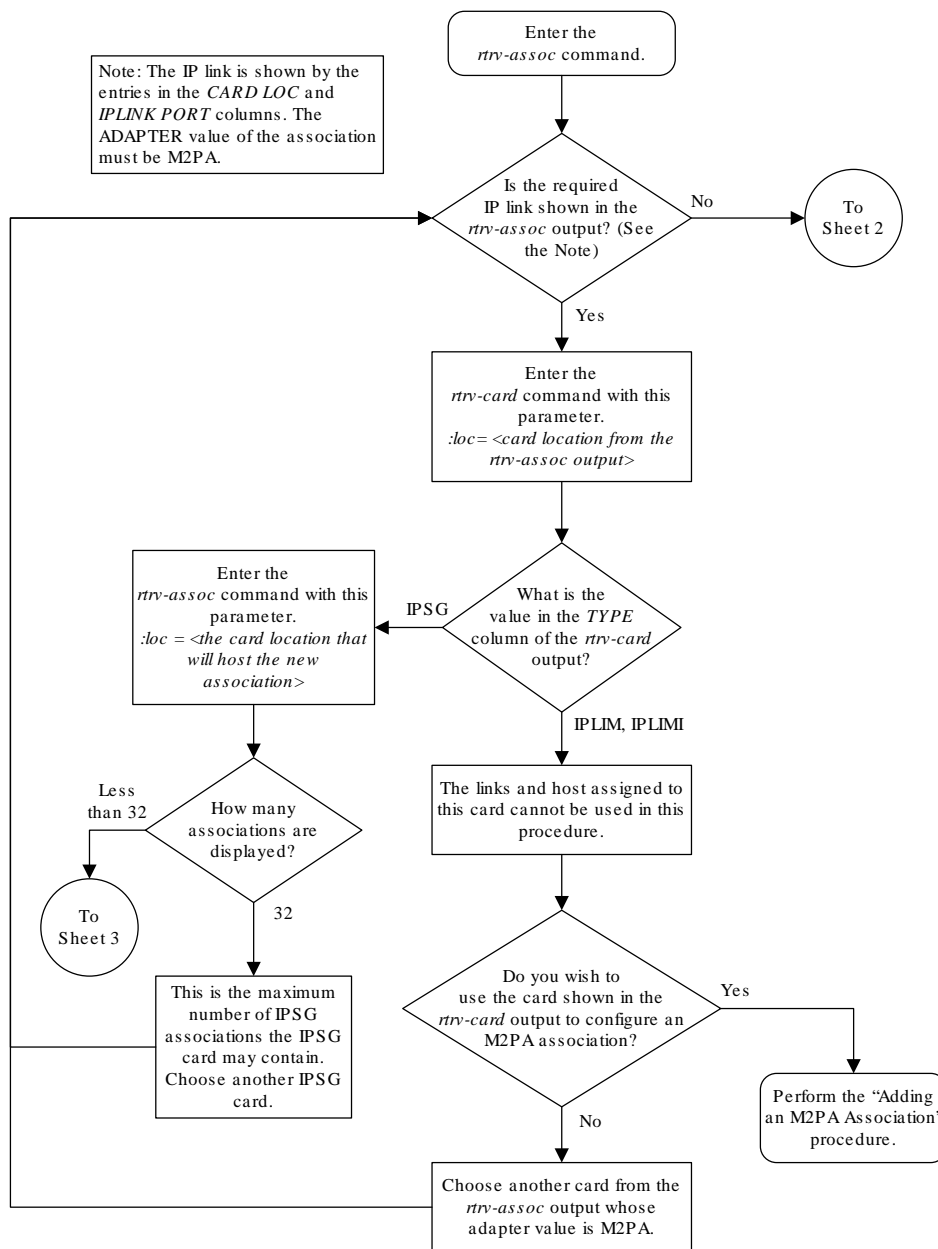 Enter the
rtrv-assoc command.
Note: The IP link is shown by the
entries in the CARD LOC and
IPLINK PORT columns. The
ADAPTER value of the association
must be M2PA.
Is the required
IP link shown in the
rtrv-assoc output? (See
the Note)
No
To
Sheet 2
Yes
Enter the
rtrv-card command with this
parameter.
:loc= <card location from the
rtrv-assoc output>
What is the
value in the TYPE
column of the rtrv-card
output?
IPSG
Enter the
rtrv-assoc command with this
parameter.
:loc = <the card location that
will host the new
association>
IPLIM, IPLIMI
The links and host assigned to
this card cannot be used in this
procedure.
How many
associations are
displayed?
Less
than 32
To
Sheet 3
32
This is the maximum
number of IPSG
associations the IPSG
card may contain.
Choose another IPSG
card.
Do you wish to
use the card shown in the
rtrv-card output to configure an
M2PA association?
Yes
Perform the “Adding
an M2PA Association”
procedure.
No
Choose another card from the
rtrv-assoc output whose
adapter value is M2PA.